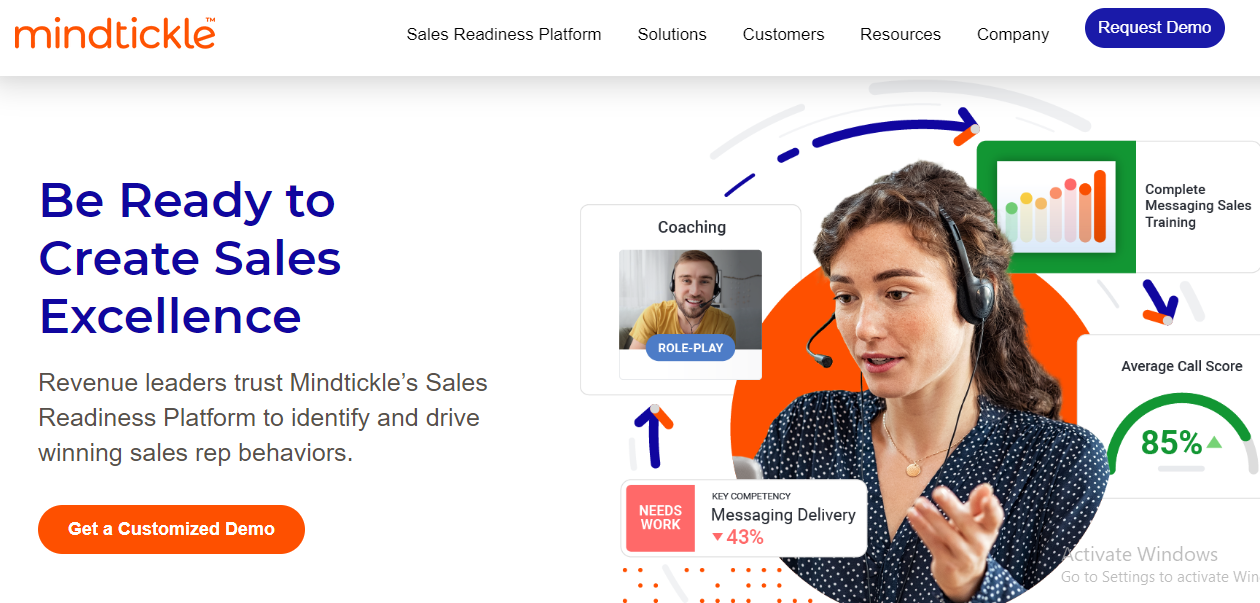 mindtickle™
Sales Readiness Platform
Solutions
Customers
Resources
Company
Request Demo
Be Ready to
Create Sales
Excellence
Revenue leaders trust Mindtickle’s Sales
Readiness Platform to identify and drive
winning sales rep behaviors.
Get a Customized Demo
Coaching
ROLE-PLAY
Complete
Messaging Sales
Training
Average Call Score
85%
NEEDS
WORK
KEY COMPETENCY
Messaging Delivery
43%
Activate Windows
Go to Settings to activate Win